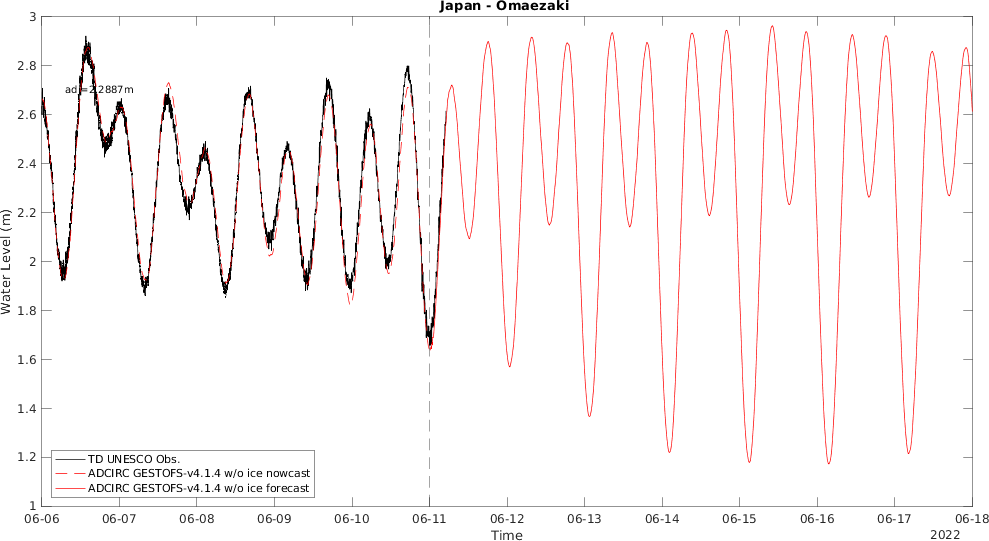 Japan - Omaezaki
3
2.8
2.6
2.4
2.2
2
1.8
1.6
1.4
1.2
1
Water Level (m)
TD UNESCO Obs.
ADCIRC GESTOFS-v4.1.4 w/o ice nowcast
ADCIRC GESTOFS-v4.1.4 w/o ice forecast
06-06 06-07 06-08 06-09 06-10 06-11 06-12 06-13 06-14 06-15 06-16 06-17 06-18
Time
2022